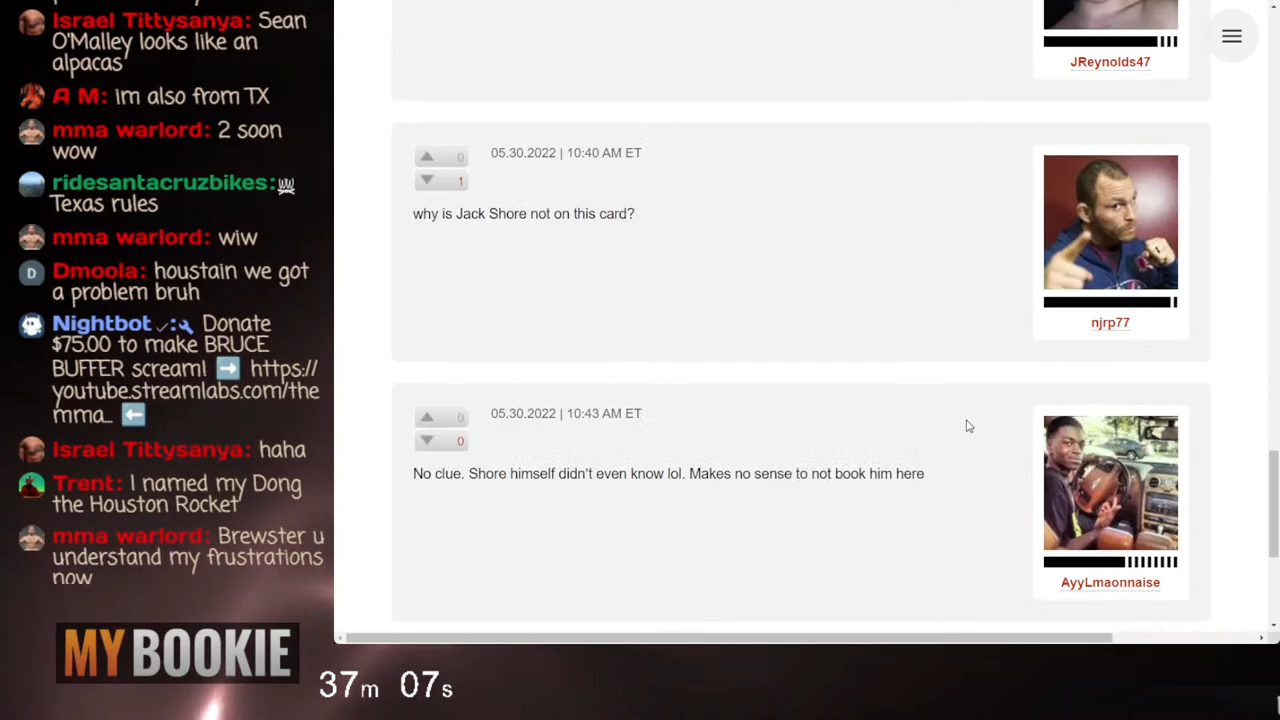 Israel Tittysanya: Sean
O'Malley looks like an
alpacas
A M: im also from TX
mma warlord: 2 soon
wow
ridesantacruzbikes:
Texas rules
mma warlord: wiw
D Dmoola: houstain we got
a problem bruh
Nightbot ✓: Donate
$75.00 to make BRUCE
BUFFER scream! ➡️ https://
youtube.streamlabs.com/the
mma... ⬅️
Israel Tittysanya: haha
Trent: I named my Dong
the Houston Rocket
mma warlord: Brewster u
understand my frustrations
now
MYBOOKIE
37m 07s
JReynolds47
0
1
05.30.2022 | 10:40 AM ET
why is Jack Shore not on this card?
njrp77
0
0
05.30.2022 | 10:43 AM ET
No clue. Shore himself didn't even know lol. Makes no sense to not book him here
AyyLmaonnaise